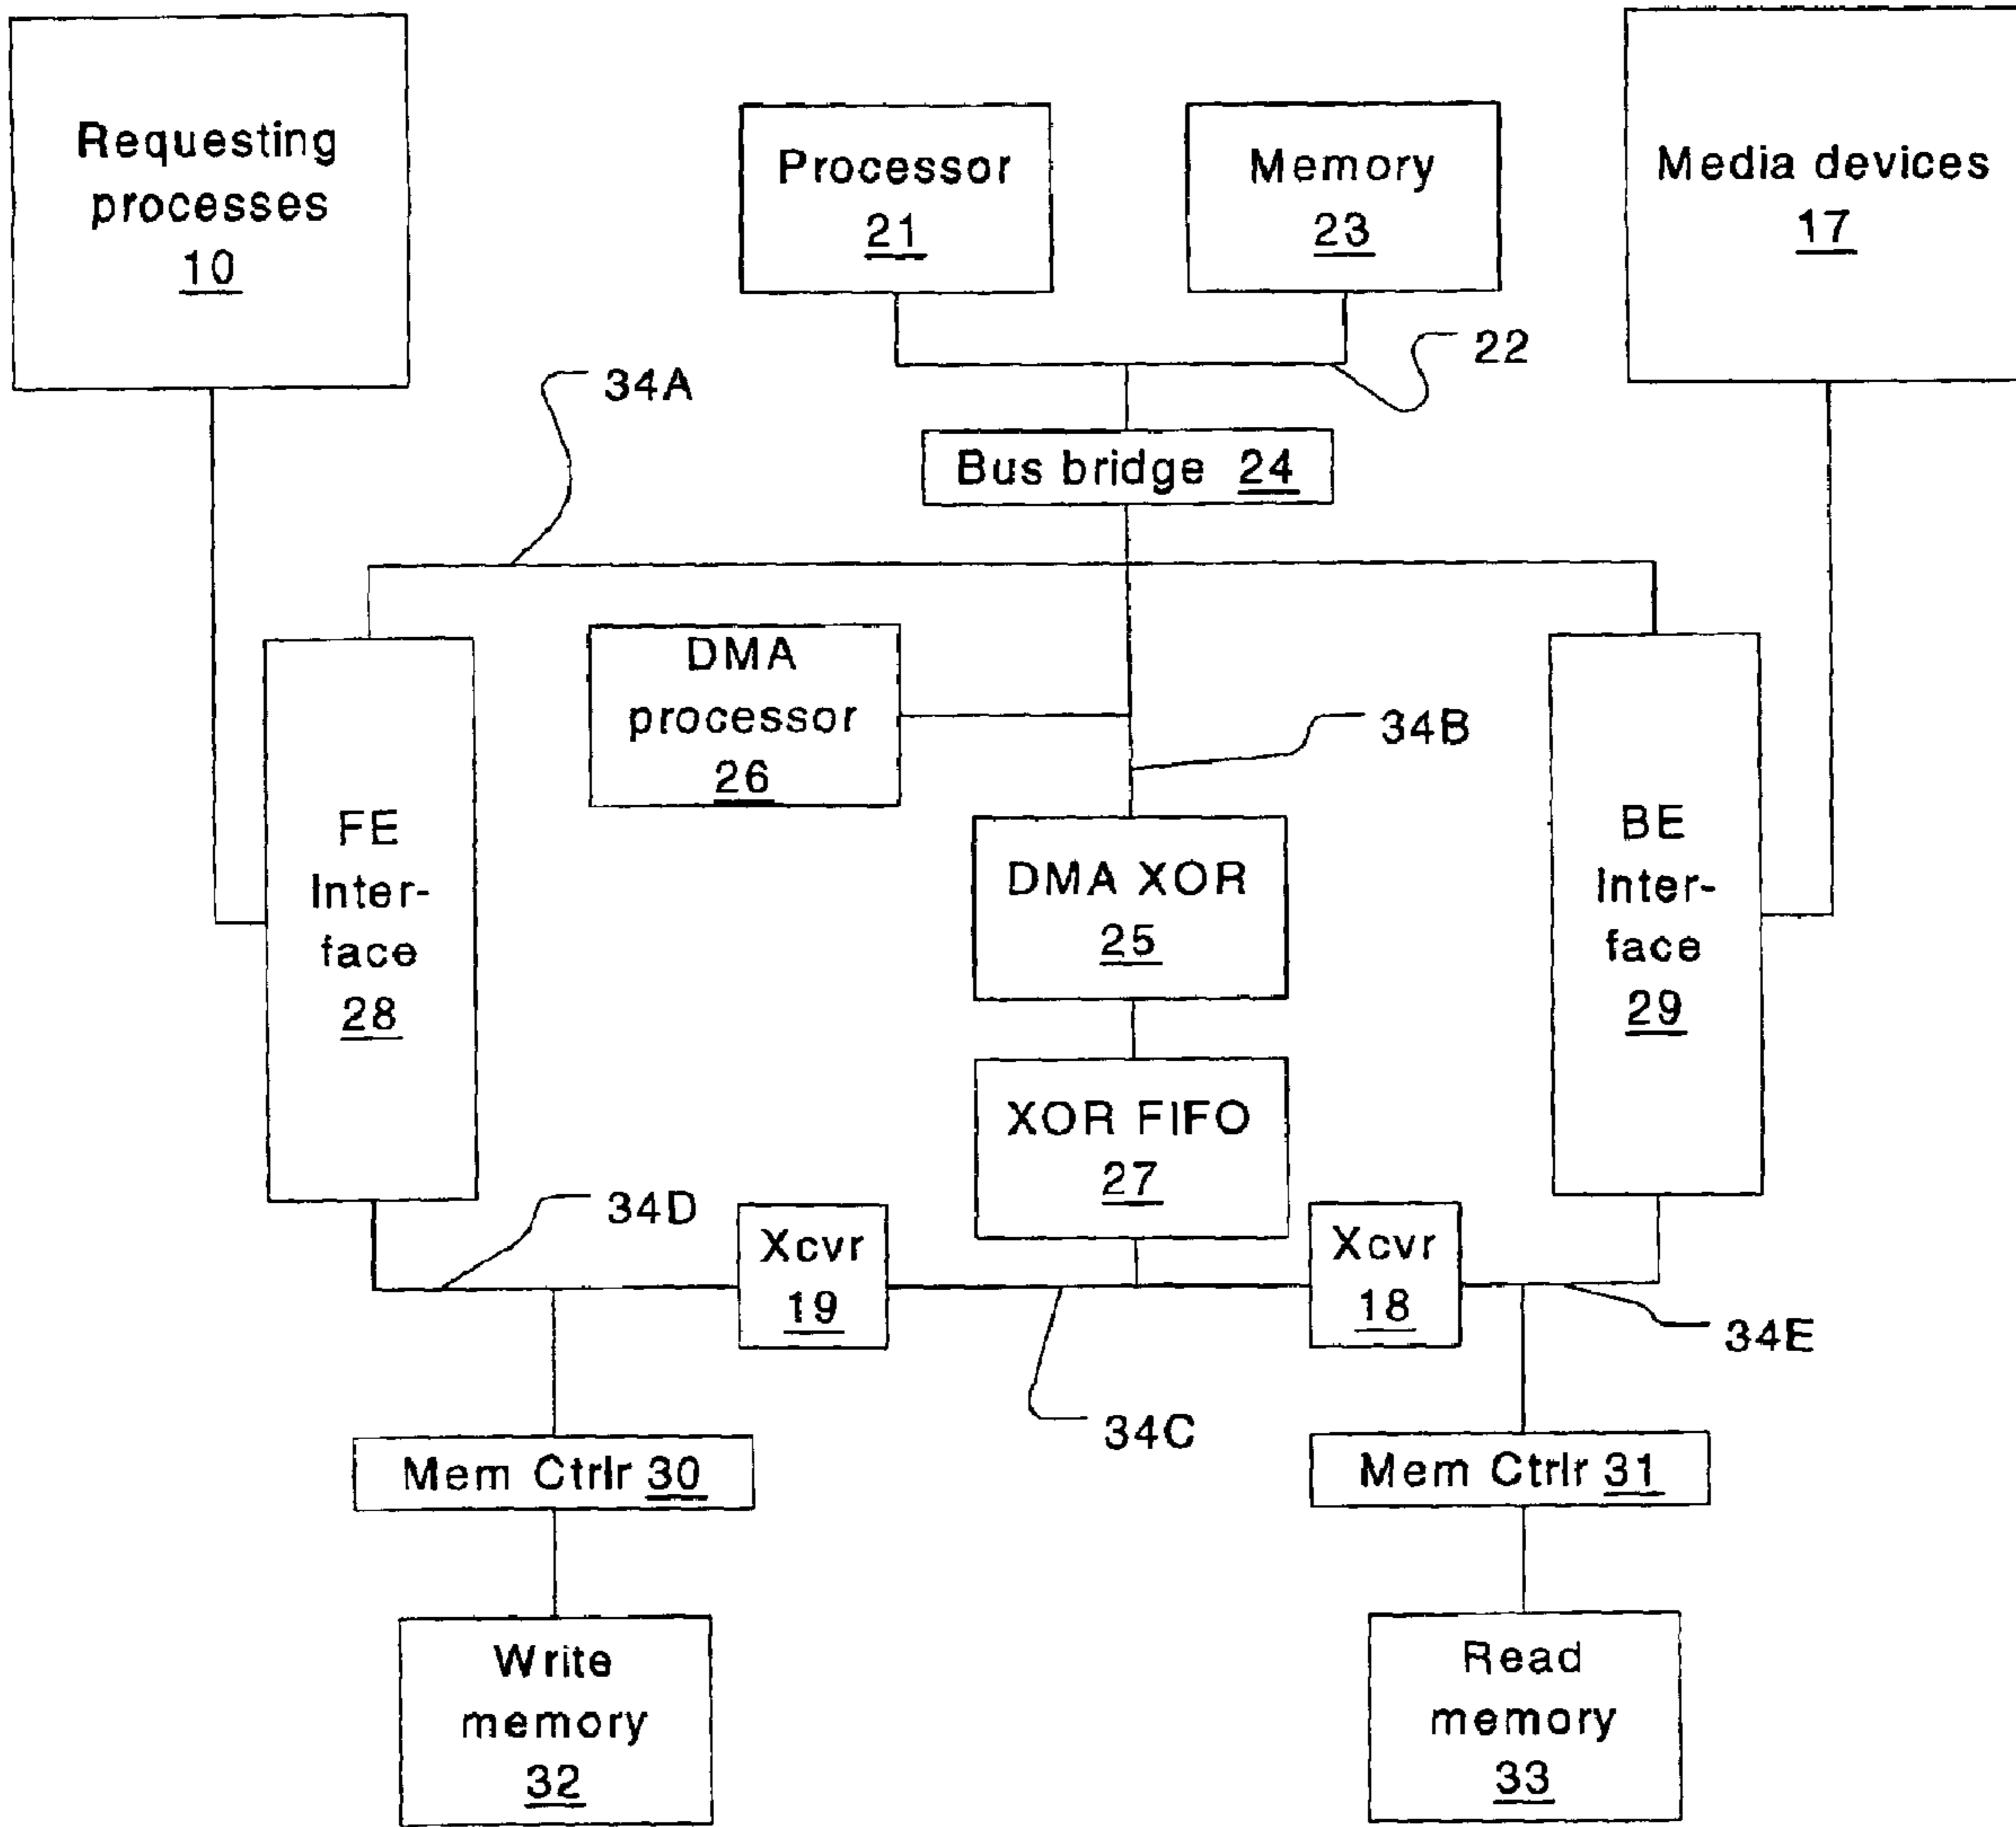 Requesting
processes
10
Processor
21
Memory
23
Media devices
17
22
34A
Bus bridge 24
DMA
processor
26
34B
FE
Inter-
face
28
DMA XOR
25
BE
Inter-
face
29
XOR FIFO
27
34D
Xcvr
19
Xcvr
18
34E
34C
Mem Ctrlr 30
Mem Ctrlr 31
Write
memory
32
Read
memory
33